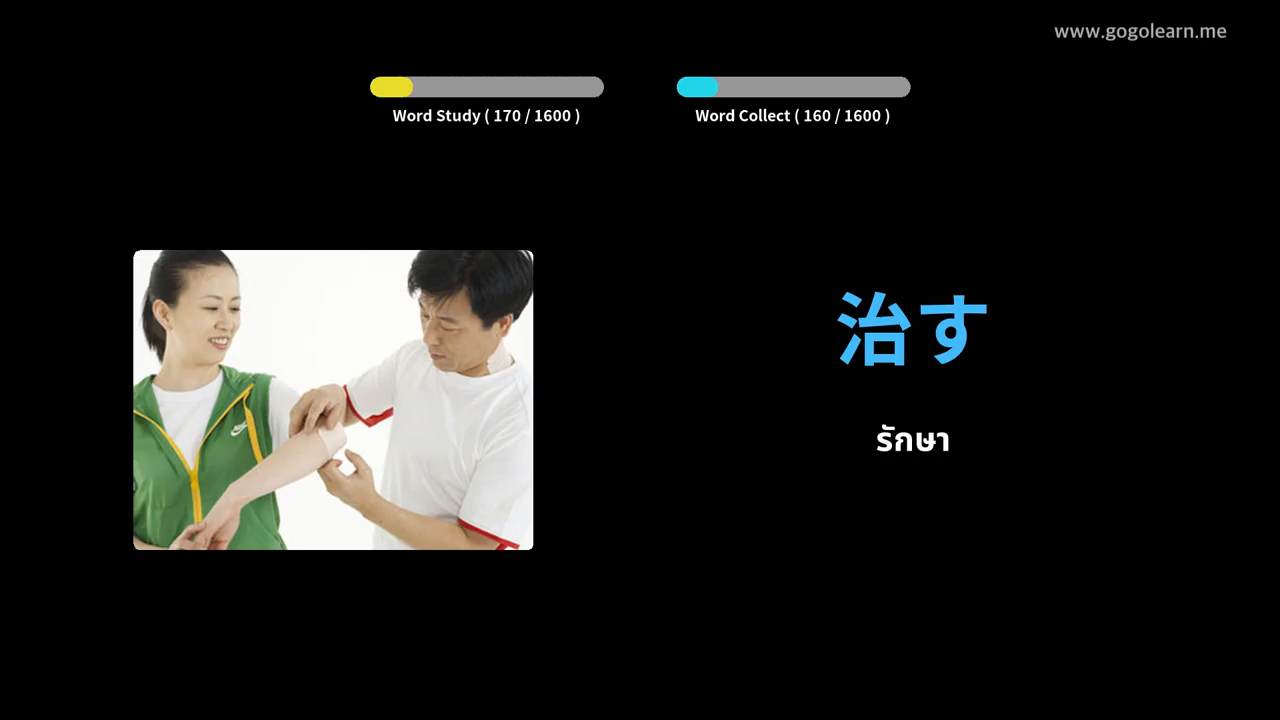 www.gogolearn.me
Word Study ( 170 / 1600 )
Word Collect ( 160 / 1600 )
治す
รักษา